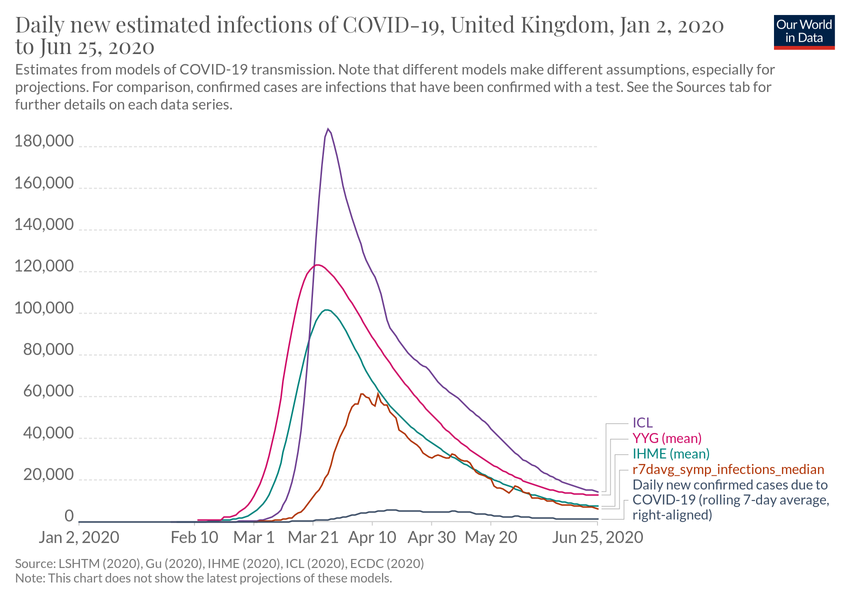 Daily new estimated infections of COVID-19, United Kingdom, Jan 2, 2020
to Jun 25, 2020
Our World
in Data
Estimates from models of COVID-19 transmission. Note that different models make different assumptions, especially for
projections. For comparison, confirmed cases are infections that have been confirmed with a test. See the Sources tab for
further details on each data series.
180,000
160,000
140,000
120,000
100,000
80,000
60,000
40,000
20,000
0
ICL
YYG (mean)
IHME (mean)
r7davg_symp_infections_median
Daily new confirmed cases due to
COVID-19 (rolling 7-day average,
right-aligned)
Jan 2, 2020
Feb 10
Mar 1
Mar 21
Apr 10
Apr 30
May 20
Jun 25, 2020
Source: LSHTM (2020), Gu (2020), IHME (2020), ICL (2020), ECDC (2020)
Note: This chart does not show the latest projections of these models.